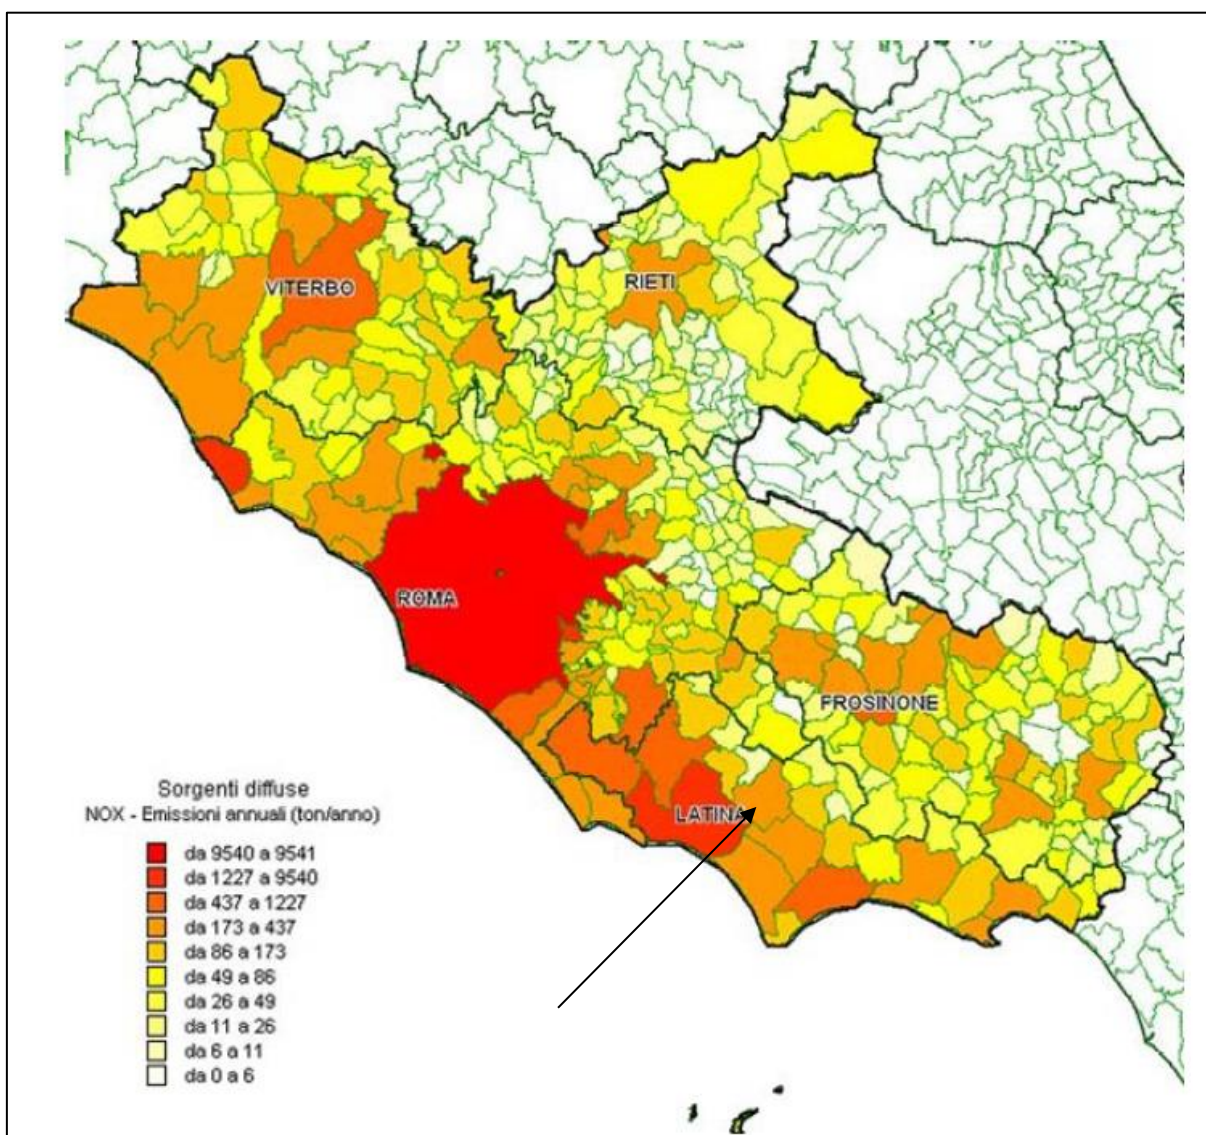 VITERBO
RIETI
ROMA
FROSINONE
LATINA
Sorgenti diffuse
NOX - Emissioni annuali (ton/anno)
da 9540 a 9541
da 1227 a 9540
da 437 a 1227
da 173 a 437
da 86 a 173
da 49 a 86
da 26 a 49
da 11 a 26
da 6 a 11
da 0 a 6